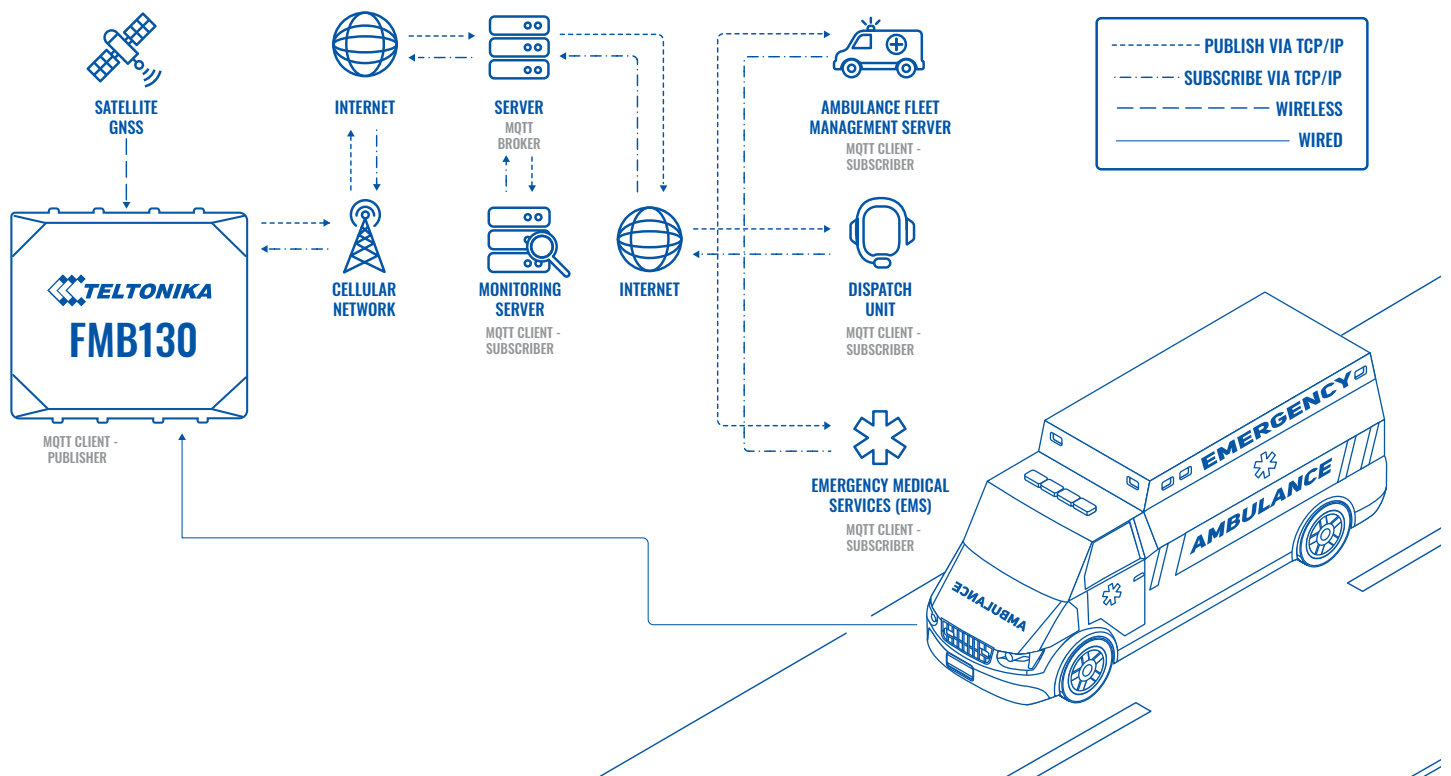 SATELLITE
GNSS
INTERNET
SERVER
MQTT
BROKER
AMBULANCE FLEET
MANAGEMENT SERVER
MQTT CLIENT -
SUBSCRIBER
PUBLISH VIA TCP/IP
SUBSCRIBE VIA TCP/IP
WIRELESS
WIRED
TELTONIKA
FMB130
MQTT CLIENT -
PUBLISHER
CELLULAR
NETWORK
MONITORING
SERVER
MQTT CLIENT -
SUBSCRIBER
INTERNET
DISPATCH
UNIT
MQTT CLIENT -
SUBSCRIBER
EMERGENCY MEDICAL
SERVICES (EMS)
MQTT CLIENT -
SUBSCRIBER
EMERGENCY
AMBULANCE
AMBULANCE